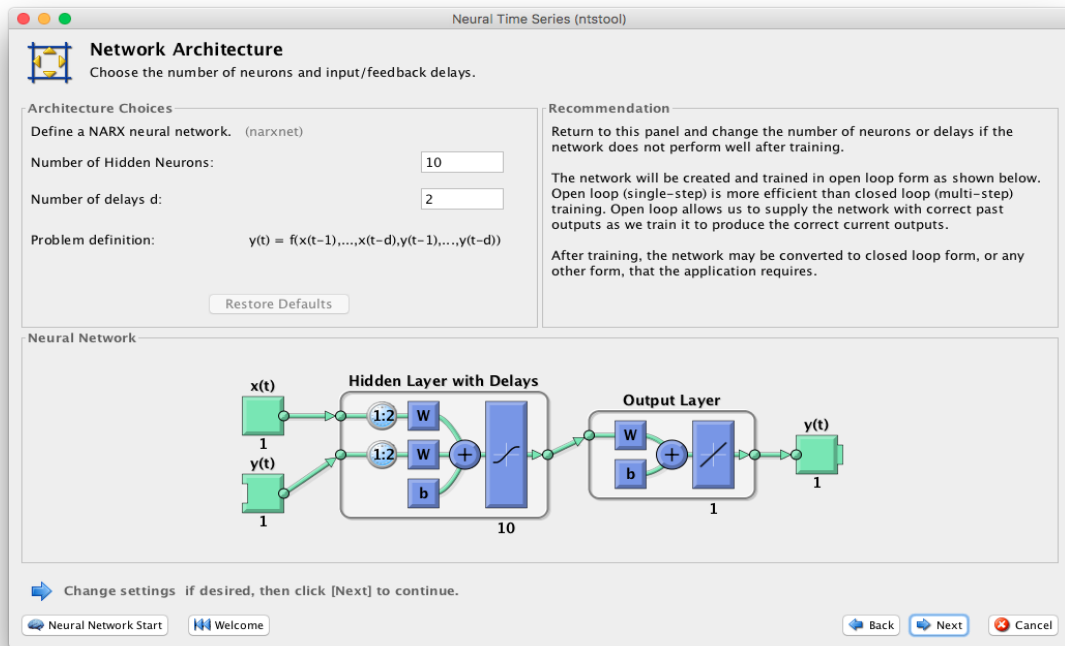 Neural Time Series (ntstool)
Network Architecture
Choose the number of neurons and input/feedback delays.
Architecture Choices
Define a NARX neural network. (narxnet)
Number of Hidden Neurons: 10
Number of delays d: 2
Problem definition: y(t) = f(x(t-1),...,x(t-d),y(t-1),...,y(t-d))
Restore Defaults
Recommendation
Return to this panel and change the number of neurons or delays if the
network does not perform well after training.
The network will be created and trained in open loop form as shown below.
Open loop (single-step) is more efficient than closed loop (multi-step)
training. Open loop allows us to supply the network with correct past
outputs as we train it to produce the correct current outputs.
After training, the network may be converted to closed loop form, or any
other form, that the application requires.
Neural Network
x(t)
1
y(t)
1
Hidden Layer with Delays
1:2 W
1:2 W +
b
10
Output Layer
W
+
b
1
y(t)
1
Change settings if desired, then click [Next] to continue.
Neural Network Start Welcome Back Next Cancel